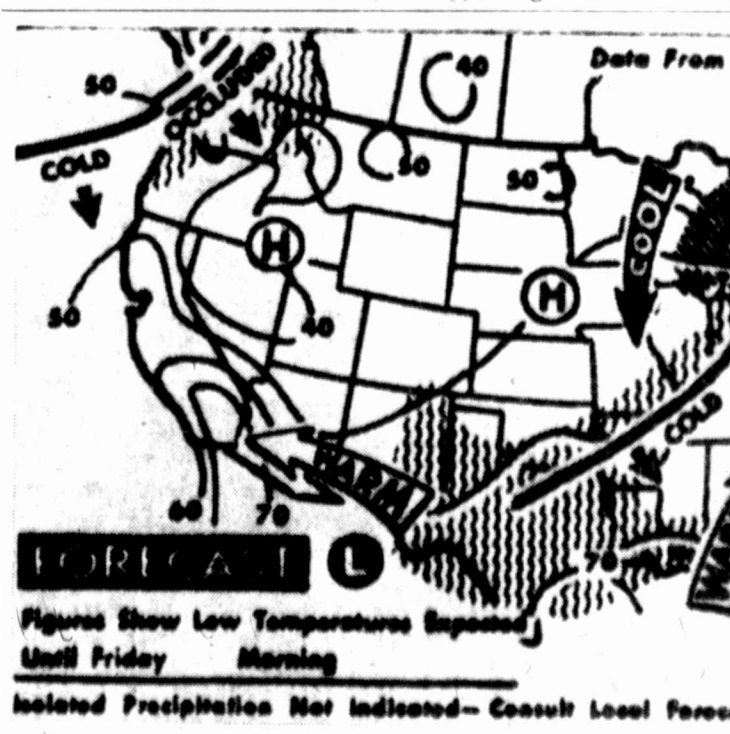 Data From
40
50
OCCLUDED
COLD
50
50
COOL
H
H
50
40
COLD
WARM
60
70
FORECAST
L
70
Figures Show Low Temperatures Expected
Until Friday Morning
Isolated Precipitation Not Indicated— Consult Local